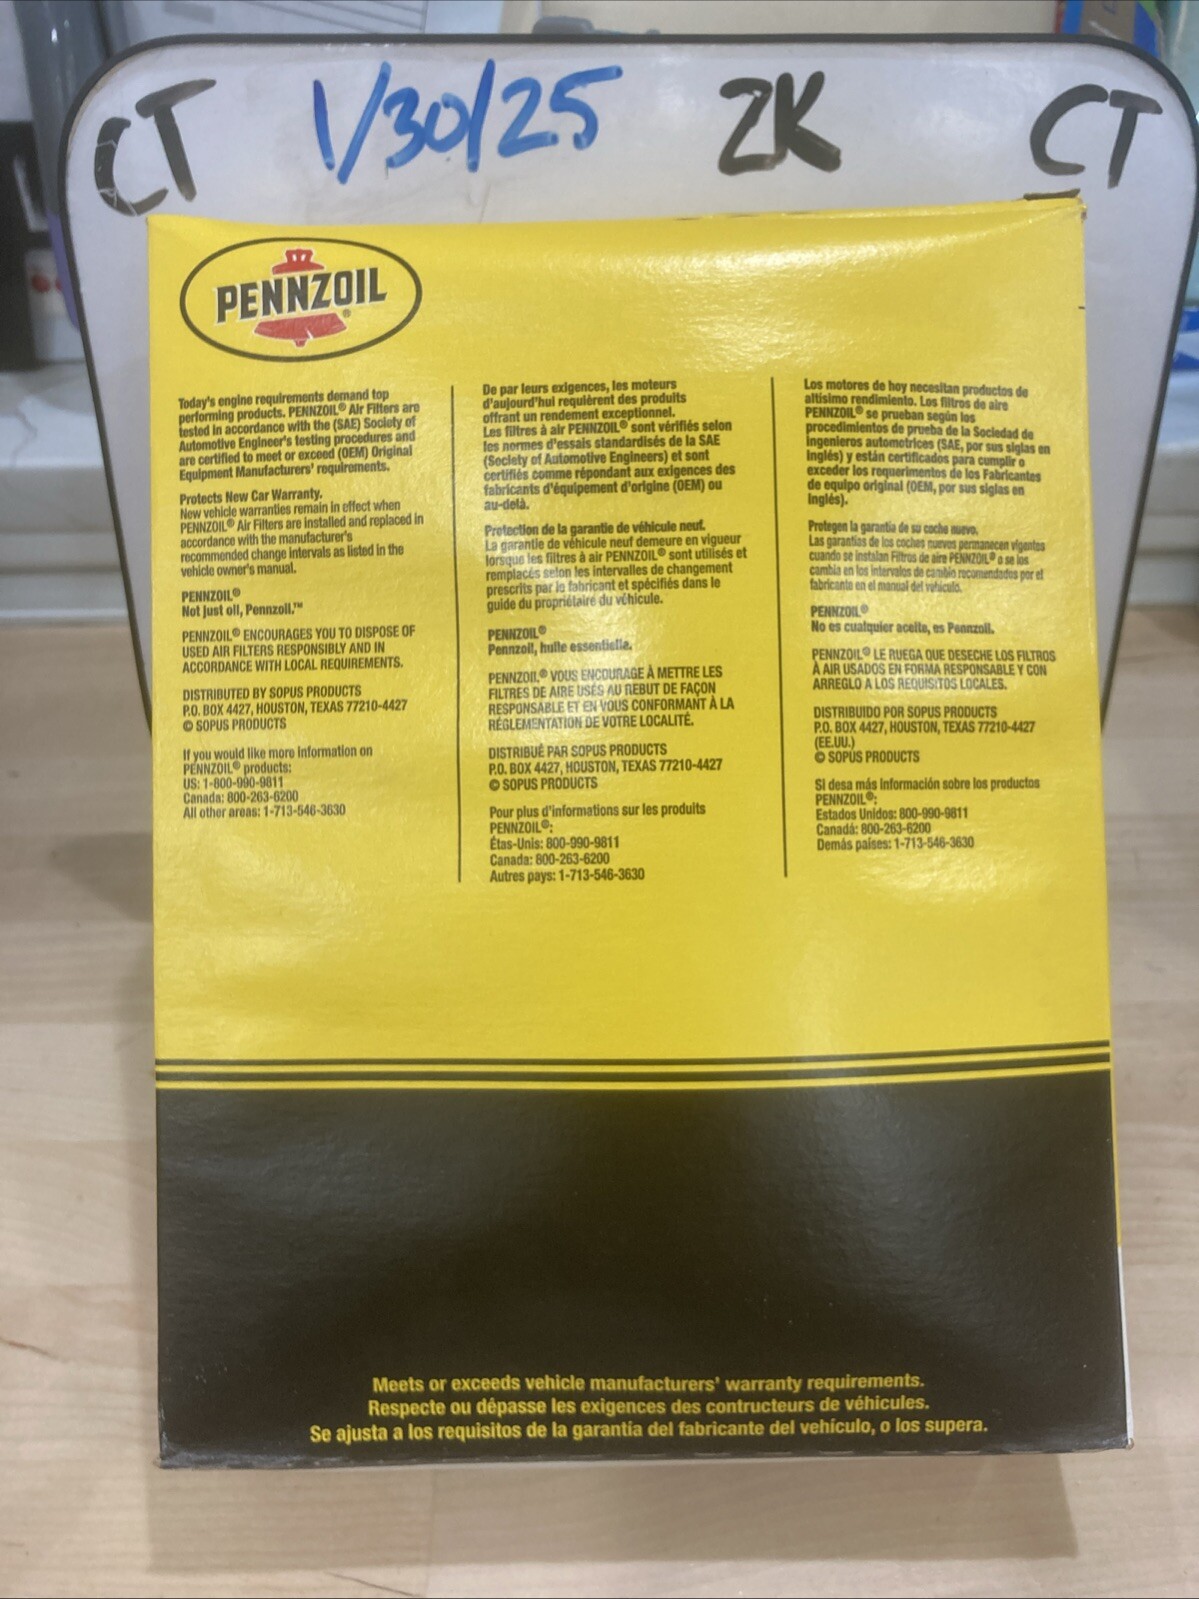 CT 1/30/25 ZK CT
PENNZOIL®
Today's engine requirements demand top
performing products. PENNZOIL® Air Filters are
tested in accordance with the (SAE) Society of
Automotive Engineer's testing procedures and
are certified to meet or exceed (OEM) Original
Equipment Manufacturers' requirements.
Protects New Car Warranty.
New vehicle warranties remain in effect when
PENNZOIL® Air Filters are installed and replaced in
accordance with the manufacturer's
recommended change intervals as listed in the
vehicle owner's manual.
PENNZOIL®
Not just oil, Pennzoil.™
PENNZOIL® ENCOURAGES YOU TO DISPOSE OF
USED AIR FILTERS RESPONSIBLY AND IN
ACCORDANCE WITH LOCAL REQUIREMENTS.
DISTRIBUTED BY SOPUS PRODUCTS
P.O. BOX 4427, HOUSTON, TEXAS 77210-4427
© SOPUS PRODUCTS
If you would like more information on
PENNZOIL® products:
US: 1-800-990-9811
Canada: 800-263-6200
All other areas: 1-713-546-3630
De par leurs exigences, les moteurs
d'aujourd'hui requièrent des produits
offrant un rendement exceptionnel.
Les filtres à air PENNZOIL® sont vérifiés selon
les normes d'essais standardisés de la SAE
(Society of Automotive Engineers) et sont
certifiés comme répondant aux exigences des
fabricants d'équipement d'origine (OEM) ou
au-delà.
Protection de la garantie de véhicule neuf.
La garantie de véhicule neuf demeure en vigueur
lorsque les filtres à air PENNZOIL® sont utilisés et
remplacés selon les intervalles de changement
prescrits par le fabricant et spécifiés dans le
guide du propriétaire du véhicule.
PENNZOIL®
Pennzoil, huile essentielle.
PENNZOIL® VOUS ENCOURAGE À METTRE LES
FILTRES DE AIRE USÉS AU REBUT DE FAÇON
RESPONSABLE ET EN VOUS CONFORMANT À LA
RÉGLEMENTATION DE VOTRE LOCALITÉ.
DISTRIBUÉ PAR SOPUS PRODUCTS
P.O. BOX 4427, HOUSTON, TEXAS 77210-4427
© SOPUS PRODUCTS
Pour plus d'informations sur les produits
PENNZOIL®:
Étas-Unis: 800-990-9811
Canada: 800-263-6200
Autres pays: 1-713-546-3630
Los motores de hoy necesitan productos de
altísimo rendimiento. Los filtros de aire
PENNZOIL® se prueban según los
procedimientos de prueba de la Sociedad de
Ingenieros automotrices (SAE, por sus siglas en
Inglés) y están certificados para cumplir o
exceder los requerimentos de los Fabricantes
de equipo original (OEM, por sus siglas en
Inglés).
Protegen la garantía de su coche nuevo.
Las garantías de los coches nuevos permanecen vigentes
cuando se instalan Filtros de aire PENNZOIL® o se los
cambia en los intervalos de cambio recomendados por el
fabricante en el manual del vehículo.
PENNZOIL®
No es cualquier aceite, es Pennzoil.
PENNZOIL® LE RUEGA QUE DESECHE LOS FILTROS
À AIR USADOS EN FORMA RESPONSABLE Y CON
ARREGLO A LOS REQUISITOS LOCALES.
DISTRIBUIDO POR SOPUS PRODUCTS
P.O. BOX 4427, HOUSTON, TEXAS 77210-4427
(EE.UU.)
© SOPUS PRODUCTS
Si desa más información sobre los productos
PENNZOIL®:
Estados Unidos: 800-990-9811
Canadá: 800-263-6200
Demás países: 1-713-546-3630
Meets or exceeds vehicle manufacturers' warranty requirements.
Respecte ou dépasse les exigences des contructeurs de véhicules.
Se ajusta a los requisitos de la garantía del fabricante del vehículo, o los supera.